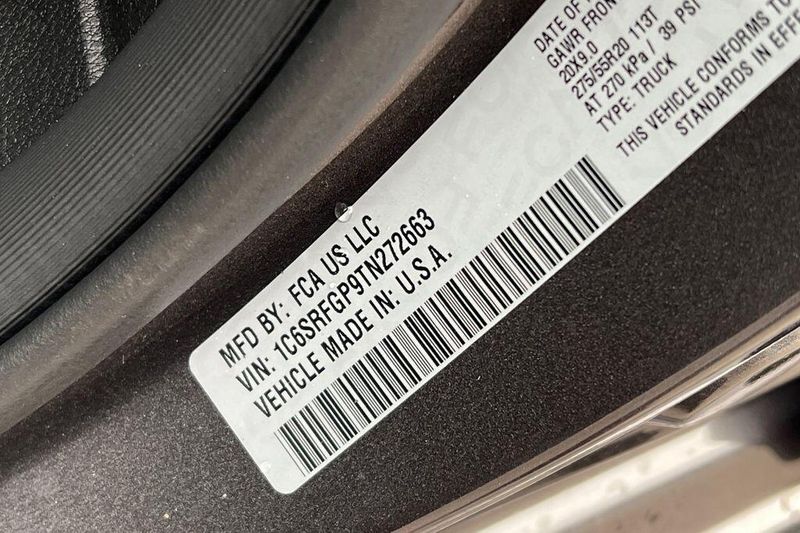 MFD BY: FCA US LLC
VIN: 1C6SRFGP9TN272663
VEHICLE MADE IN: U.S.A.
DATE OF
GAWR FRON
20X9.0
275/55R20 113T
AT 270 kPa / 39 PSI
TYPE: TRUCK
THIS VEHICLE CONFORMS TO
STANDARDS IN EFFE